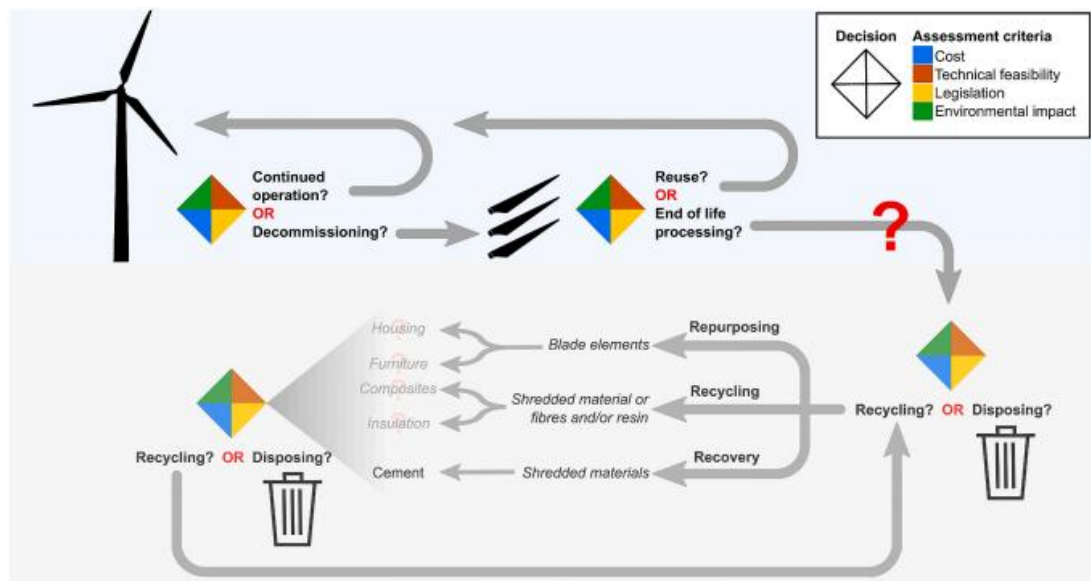 Decision
Assessment criteria
Cost
Technical feasibility
Legislation
Environmental impact
Continued
operation?
OR
Decommissioning?
Reuse?
OR
End of life
processing?
?
Housing
Furniture
Composites
Insulation
Cement
Blade elements
Shredded material or
fibres and/or resin
Shredded materials
Repurposing
Recycling
Recovery
Recycling? OR Disposing?
Recycling? OR Disposing?